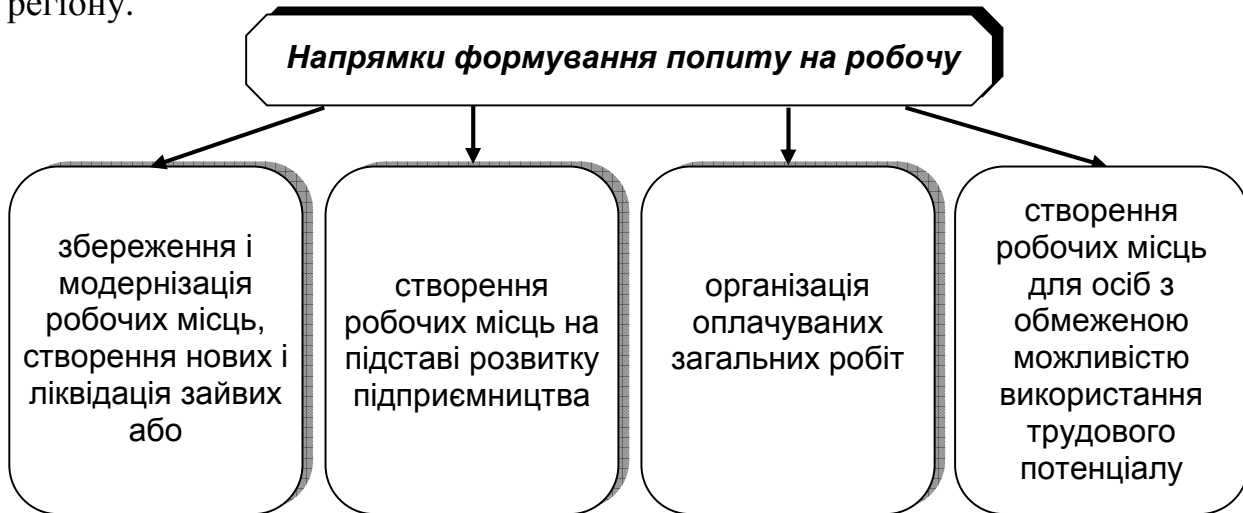 регіону.
Напрямки формування попиту на робочу
збереження і
модернізація
робочих місць,
створення нових і
ліквідація зайвих
або
створення
робочих місць на
підставі розвитку
підприємництва
організація
оплачуваних
загальних робіт
створення
робочих місць
для осіб з
обмеженою
можливістю
використання
трудового
потенціалу